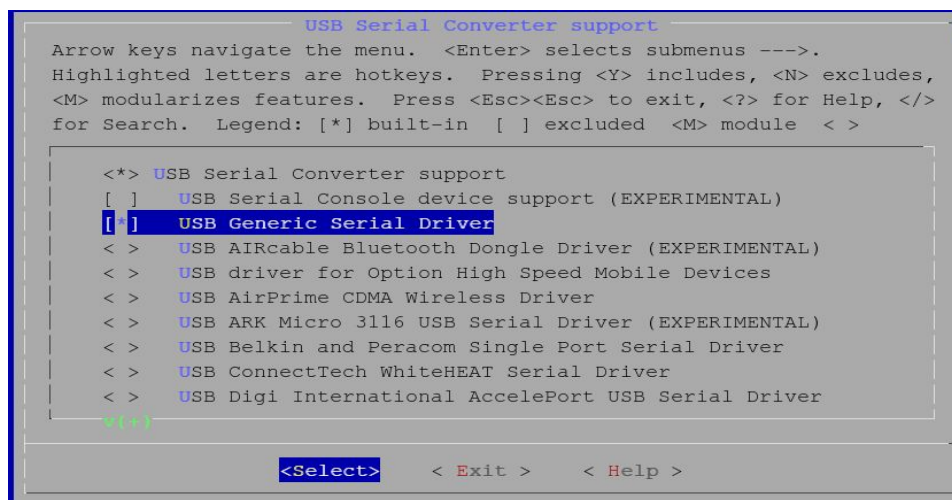 USB Serial Converter support
Arrow keys navigate the menu.  <Enter> selects submenus --->.
Highlighted letters are hotkeys.  Pressing <Y> includes, <N> excludes,
<M> modularizes features.  Press <Esc><Esc> to exit, <?> for Help, </>
for Search.  Legend: [*] built-in  [ ] excluded  <M> module  < >
<*> USB Serial Converter support
[ ]   USB Serial Console device support (EXPERIMENTAL)
[*]   USB Generic Serial Driver
< >   USB AIRcable Bluetooth Dongle Driver (EXPERIMENTAL)
< >   USB driver for Option High Speed Mobile Devices
< >   USB AirPrime CDMA Wireless Driver
< >   USB ARK Micro 3116 USB Serial Driver (EXPERIMENTAL)
< >   USB Belkin and Peracom Single Port Serial Driver
< >   USB ConnectTech WhiteHEAT Serial Driver
< >   USB Digi International AccelePort USB Serial Driver
v(+)
<Select>    < Exit >    < Help >